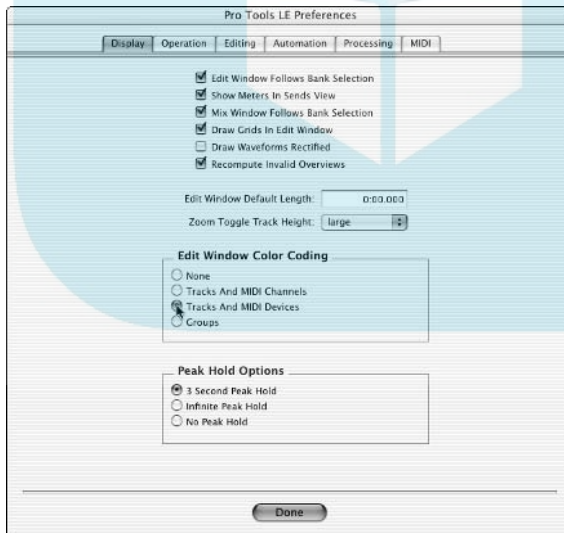 Pro Tools LE Preferences
Display Operation Editing Automation Processing MIDI
Edit Window Follows Bank Selection
Show Meters In Sends View
Mix Window Follows Bank Selection
Draw Grids In Edit Window
Draw Waveforms Rectified
Recompute Invalid Overviews
Edit Window Default Length: 0:00.000
Zoom Toggle Track Height: large
Edit Window Color Coding
None
Tracks And MIDI Channels
Tracks And MIDI Devices
Groups
Peak Hold Options
3 Second Peak Hold
Infinite Peak Hold
No Peak Hold
Done